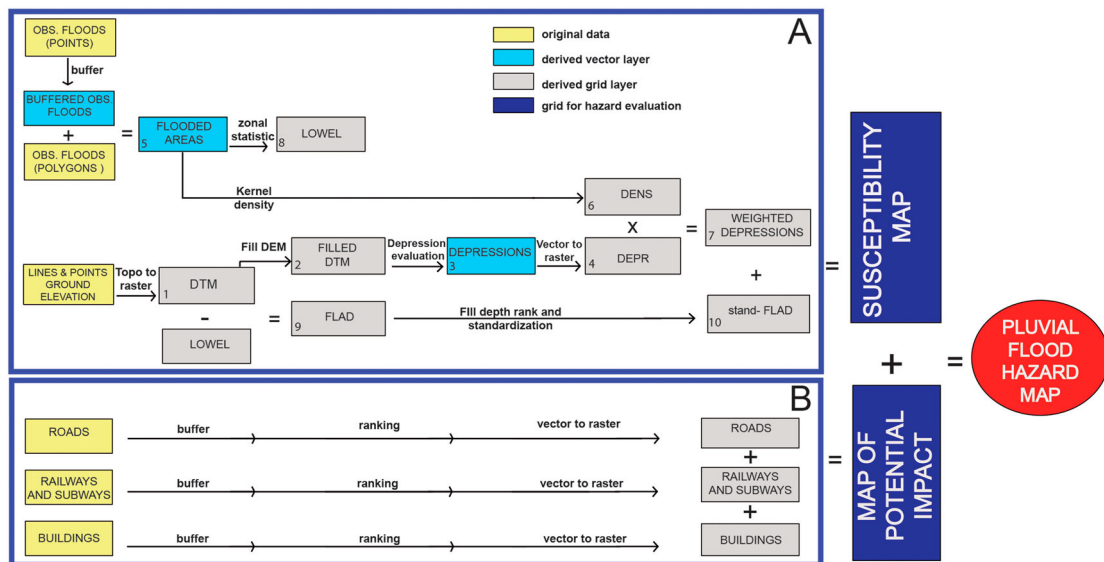 OBS. FLOODS
(POINTS)
buffer
BUFFERED OBS.
FLOODS
+
OBS. FLOODS
(POLYGONS )
=
FLOODED
AREAS
5
zonal
statistic
LOWEL
8
original data
derived vector layer
derived grid layer
grid for hazard evaluation
A
Kernel
density
DENS
6
X
=
WEIGHTED
DEPRESSIONS
7
LINES & POINTS
GROUND
ELEVATION
Topo to
raster
DTM
1
Fill DEM
FILLED
DTM
2
Depression
evaluation
DEPRESSIONS
3
Vector to
raster
DEPR
4
+
-
LOWEL
=
FLAD
9
FIll depth rank and
standardization
stand- FLAD
10
=
SUSCEPTIBILITY
MAP
+
=
PLUVIAL
FLOOD
HAZARD
MAP
B
ROADS
buffer
ranking
vector to raster
ROADS
+
RAILWAYS
AND SUBWAYS
buffer
ranking
vector to raster
RAILWAYS
AND SUBWAYS
+
BUILDINGS
buffer
ranking
vector to raster
BUILDINGS
=
MAP OF
POTENTIAL
IMPACT